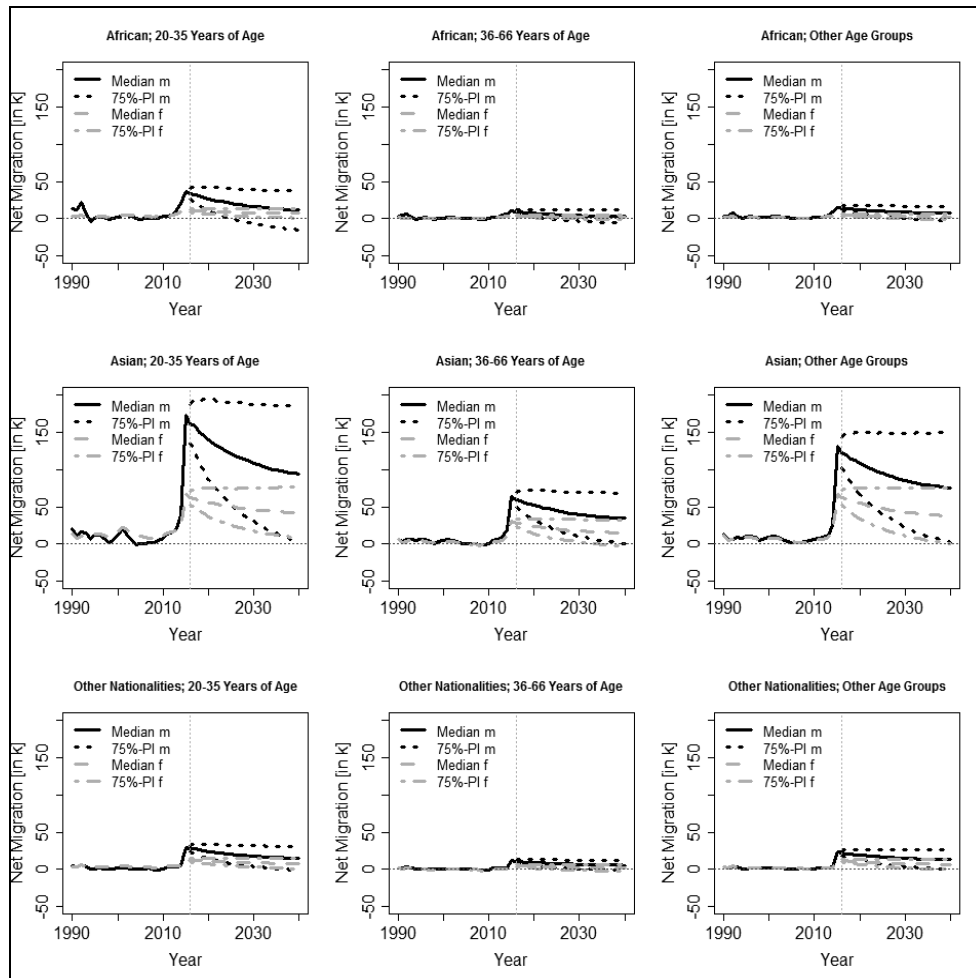 African; 20-35 Years of Age
Net Migration [in k]
150
50
0
-50
Median m
75%-PI m
Median f
75%-PI f
1990
2010
2030
Year
African; 36-66 Years of Age
Net Migration [in k]
150
50
0
-50
Median m
75%-PI m
Median f
75%-PI f
1990
2010
2030
Year
African; Other Age Groups
Net Migration [in k]
150
50
0
-50
Median m
75%-PI m
Median f
75%-PI f
1990
2010
2030
Year
Asian; 20-35 Years of Age
Net Migration [in k]
150
50
0
-50
Median m
75%-PI m
Median f
75%-PI f
1990
2010
2030
Year
Asian; 36-66 Years of Age
Net Migration [in k]
150
50
0
-50
Median m
75%-PI m
Median f
75%-PI f
1990
2010
2030
Year
Asian; Other Age Groups
Net Migration [in k]
150
50
0
-50
Median m
75%-PI m
Median f
75%-PI f
1990
2010
2030
Year
Other Nationalities; 20-35 Years of Age
Net Migration [in k]
150
50
0
-50
Median m
75%-PI m
Median f
75%-PI f
1990
2010
2030
Year
Other Nationalities; 36-66 Years of Age
Net Migration [in k]
150
50
0
-50
Median m
75%-PI m
Median f
75%-PI f
1990
2010
2030
Year
Other Nationalities; Other Age Groups
Net Migration [in k]
150
50
0
-50
Median m
75%-PI m
Median f
75%-PI f
1990
2010
2030
Year